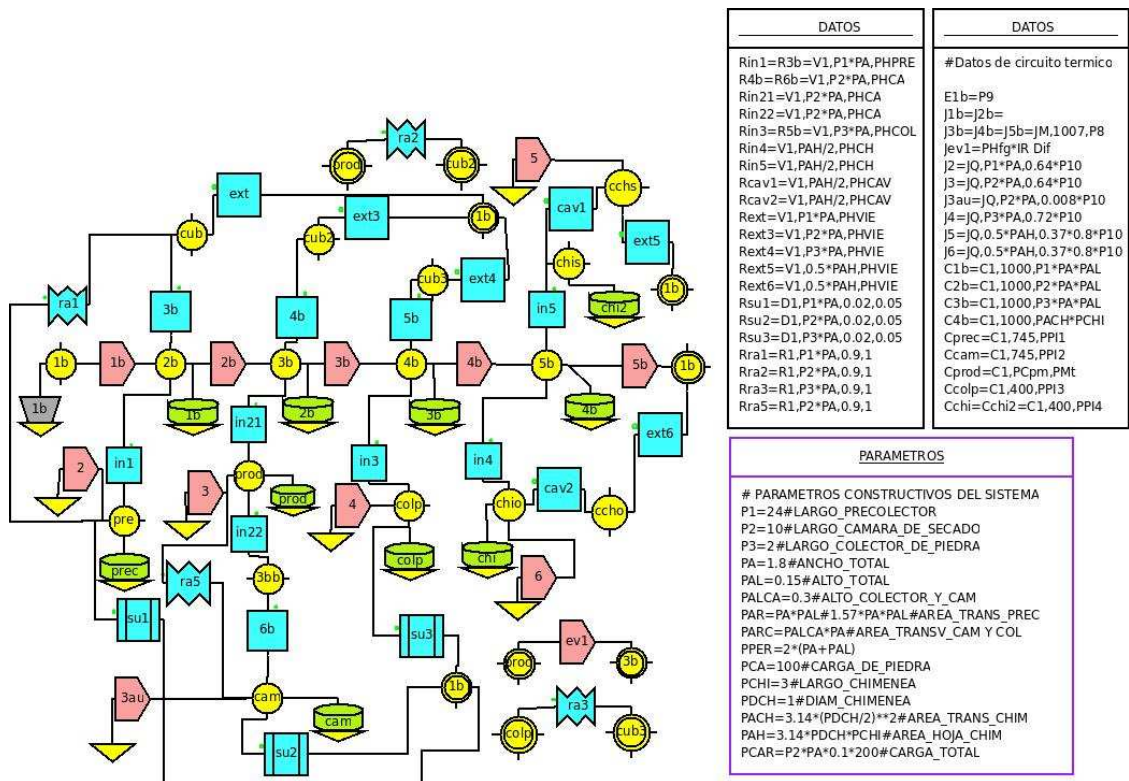 ra2
prod
cub2
5
cchs
ext
cav1
ext3
1b
cub
cub2
ext5
ext4
cub3
chis
1b
ra1
3b
4b
5b
in5
chi2
1b
1b
2b
2b
3b
3b
4b
4b
5b
5b
1b
1b
1b
2b
3b
4b
in21
ext6
in1
in3
in4
2
prod
cav2
3
prod
4
colp
chio
ccho
pre
in22
prec
colp
chi
ra5
3bb
6
su1
6b
su3
ev1
prod
3b
3au
cam
1b
cam
ra3
colp
cub3
su2
DATOS
Rin1=R3b=V1,P1*PA,PHPRE
R4b=R6b=V1,P2*PA,PHCA
Rin21=V1,P2*PA,PHCA
Rin22=V1,P2*PA,PHCA
Rin3=R5b=V1,P3*PA,PHCOL
Rin4=V1,PAH/2,PHCH
Rin5=V1,PAH/2,PHCH
Rcav1=V1,PAH/2,PHCAV
Rcav2=V1,PAH/2,PHCAV
Rext=V1,P1*PA,PHVIE
Rext3=V1,P2*PA,PHVIE
Rext4=V1,P3*PA,PHVIE
Rext5=V1,0.5*PAH,PHVIE
Rext6=V1,0.5*PAH,PHVIE
Rsu1=D1,P1*PA,0.02,0.05
Rsu2=D1,P2*PA,0.02,0.05
Rsu3=D1,P3*PA,0.02,0.05
Rra1=R1,P1*PA,0.9,1
Rra2=R1,P2*PA,0.9,1
Rra3=R1,P3*PA,0.9,1
Rra5=R1,P2*PA,0.9,1
DATOS
#Datos de circuito termico
E1b=P9
J1b=J2b=
J3b=J4b=J5b=JM,1007,P8
Jev1=PHfg*IR Dif
J2=JQ,P1*PA,0.64*P10
J3=JQ,P2*PA,0.64*P10
J3au=JQ,P2*PA,0.008*P10
J4=JQ,P3*PA,0.72*P10
J5=JQ,0.5*PAH,0.37*0.8*P10
J6=JQ,0.5*PAH,0.37*0.8*P10
C1b=C1,1000,P1*PA*PAL
C2b=C1,1000,P2*PA*PAL
C3b=C1,1000,P3*PA*PAL
C4b=C1,1000,PACH*PCHI
Cprec=C1,745,PPI1
Ccam=C1,745,PPI2
Cprod=C1,PCpm,PMt
Ccolp=C1,400,PPI3
Cchi=Cchi2=C1,400,PPI4
PARAMETROS
# PARAMETROS CONSTRUCTIVOS DEL SISTEMA
P1=24#LARGO_PRECOLECTOR
P2=10#LARGO_CAMARA_DE_SECADO
P3=2#LARGO_COLECTOR_DE_PIEDRA
PA=1.8#ANCHO_TOTAL
PAL=0.15#ALTO_TOTAL
PALCA=0.3#ALTO_COLECTOR_Y_CAM
PAR=PA*PAL#1.57*PA*PAL#AREA_TRANS_PREC
PARC=PALCA*PA#AREA_TRANSV_CAM Y COL
PPER=2*(PA+PAL)
PCA=100#CARGA_DE_PIEDRA
PCHI=3#LARGO_CHIMENEA
PDCH=1#DIAM_CHIMENEA
PACH=3.14*(PDCH/2)**2#AREA_TRANS_CHIM
PAH=3.14*PDCH*PCHI#AREA_HOJA_CHIM
PCAR=P2*PA*0.1*200#CARGA_TOTAL